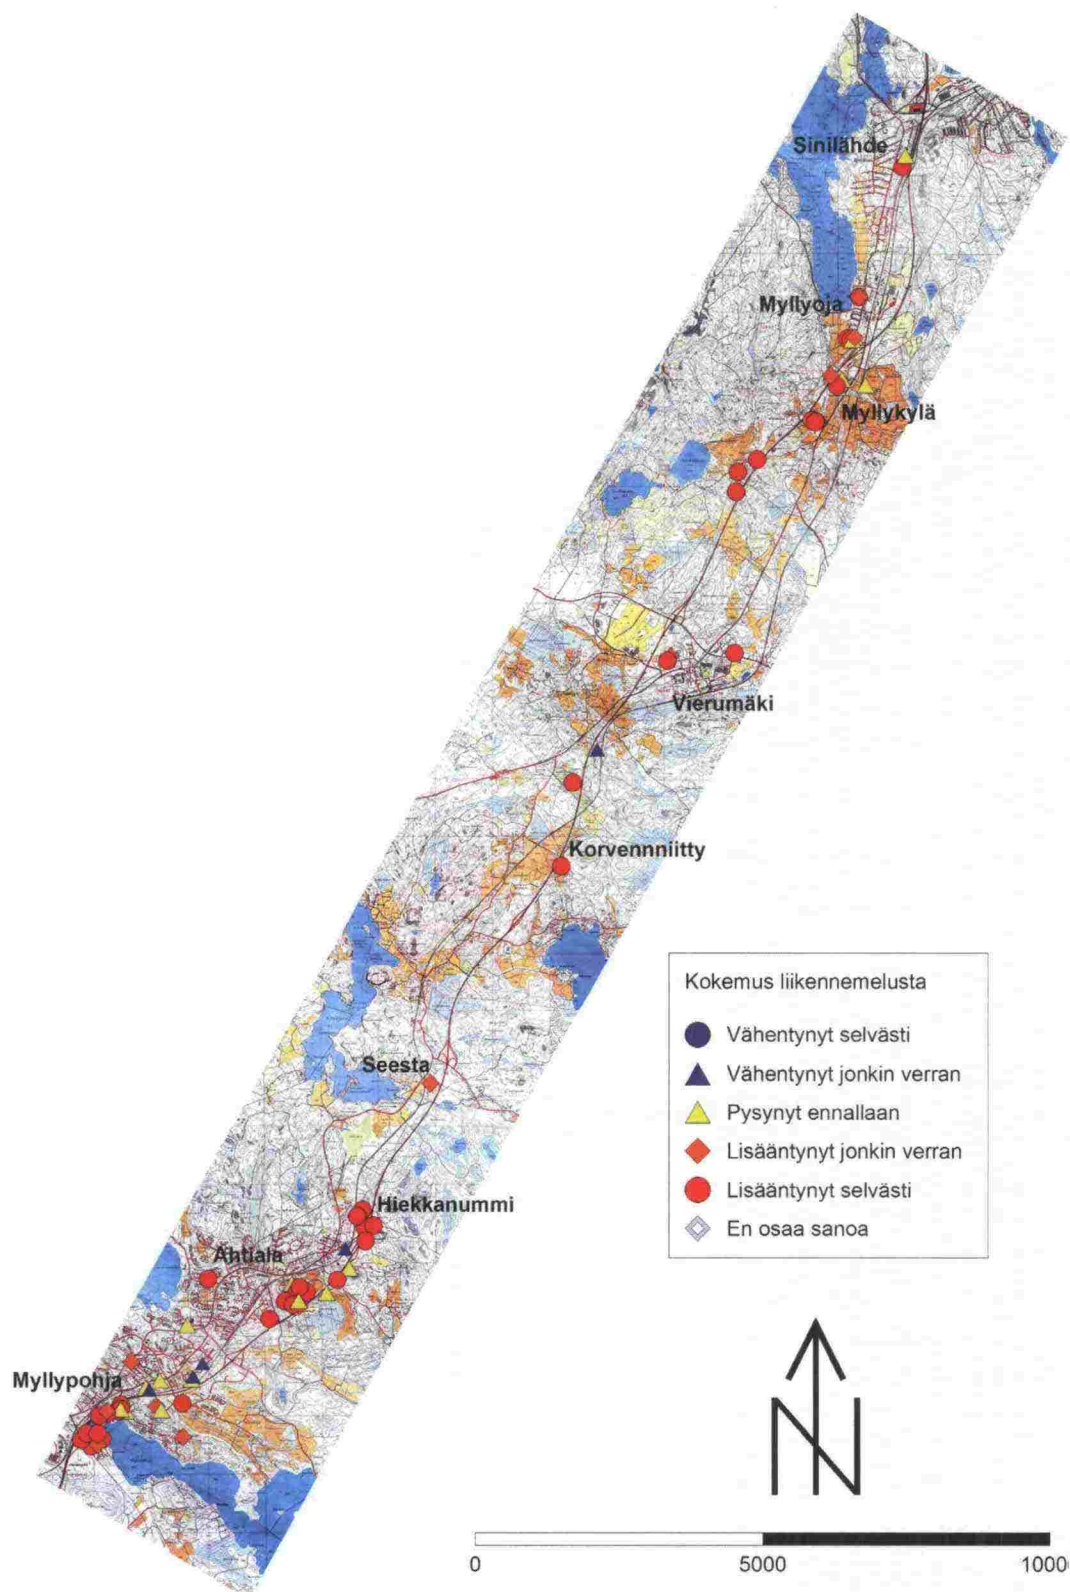 Sinilähde
Myllyoja
Myllykylä
Vierumäki
Korvennniitty
Kokemus liikennemelusta
Vähentynyt selvästi
Vähentynyt jonkin verran
Pysynyt ennallaan
Lisääntynyt jonkin verran
Lisääntynyt selvästi
En osaa sanoa
Seesta
Hiekkanummi
Ahtiala
Myllypohja
N
0
5000
1000